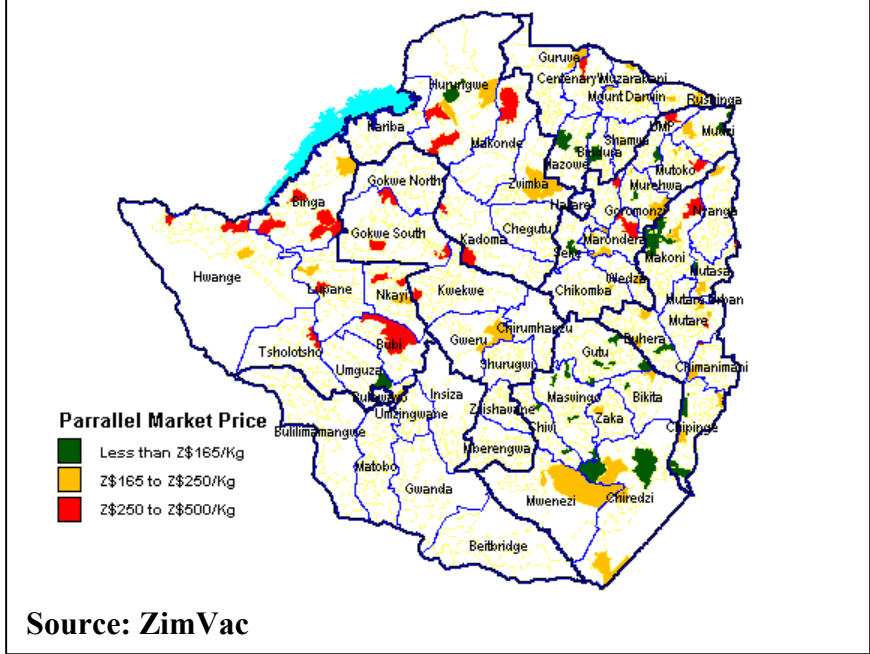 Guruve
Centenary Muzarabani
Hurungwe
Mount Darwin
Rushinga
Kariba
UMP
Mudzi
Makonde
Shamva
Bindura
Mazowe
Mutoko
Gokwe North
Zvimba
Murehwa
Binga
Harare
Goromonzi
Nyanga
Gokwe South
Chegutu
Kadoma
Marondera
Seke
Makoni
Hwange
Mutasa
Wedza
Lupane
Nkayi
Kwekwe
Chikomba
Mutare Urban
Chirumhanzu
Mutare
Gweru
Buhera
Tsholotsho
Bubi
Gutu
Shurugwi
Chimanimani
Umguza
Bulawayo
Insiza
Masvingo
Bikita
Zvishavane
Umzingwane
Chivi
Zaka
Chipinge
Parrallel Market Price
Bulilimamangwe
Less than Z$165/Kg
Mberengwa
Matobo
Z$165 to Z$250/Kg
Gwanda
Mwenezi
Chiredzi
Z$250 to Z$500/Kg
Beitbridge
Source: ZimVac